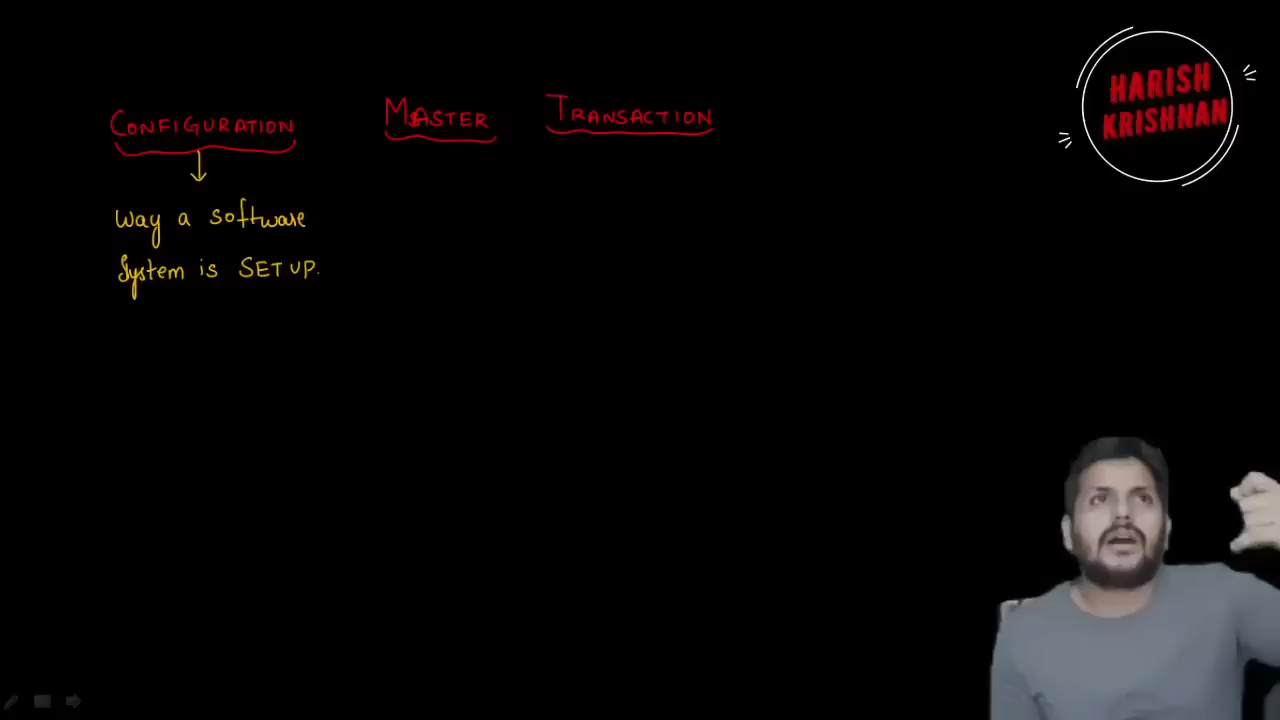 CONFIGURATION MASTER TRANSACTION
way a software
System is SETUP.
HARISH
KRISHNAN